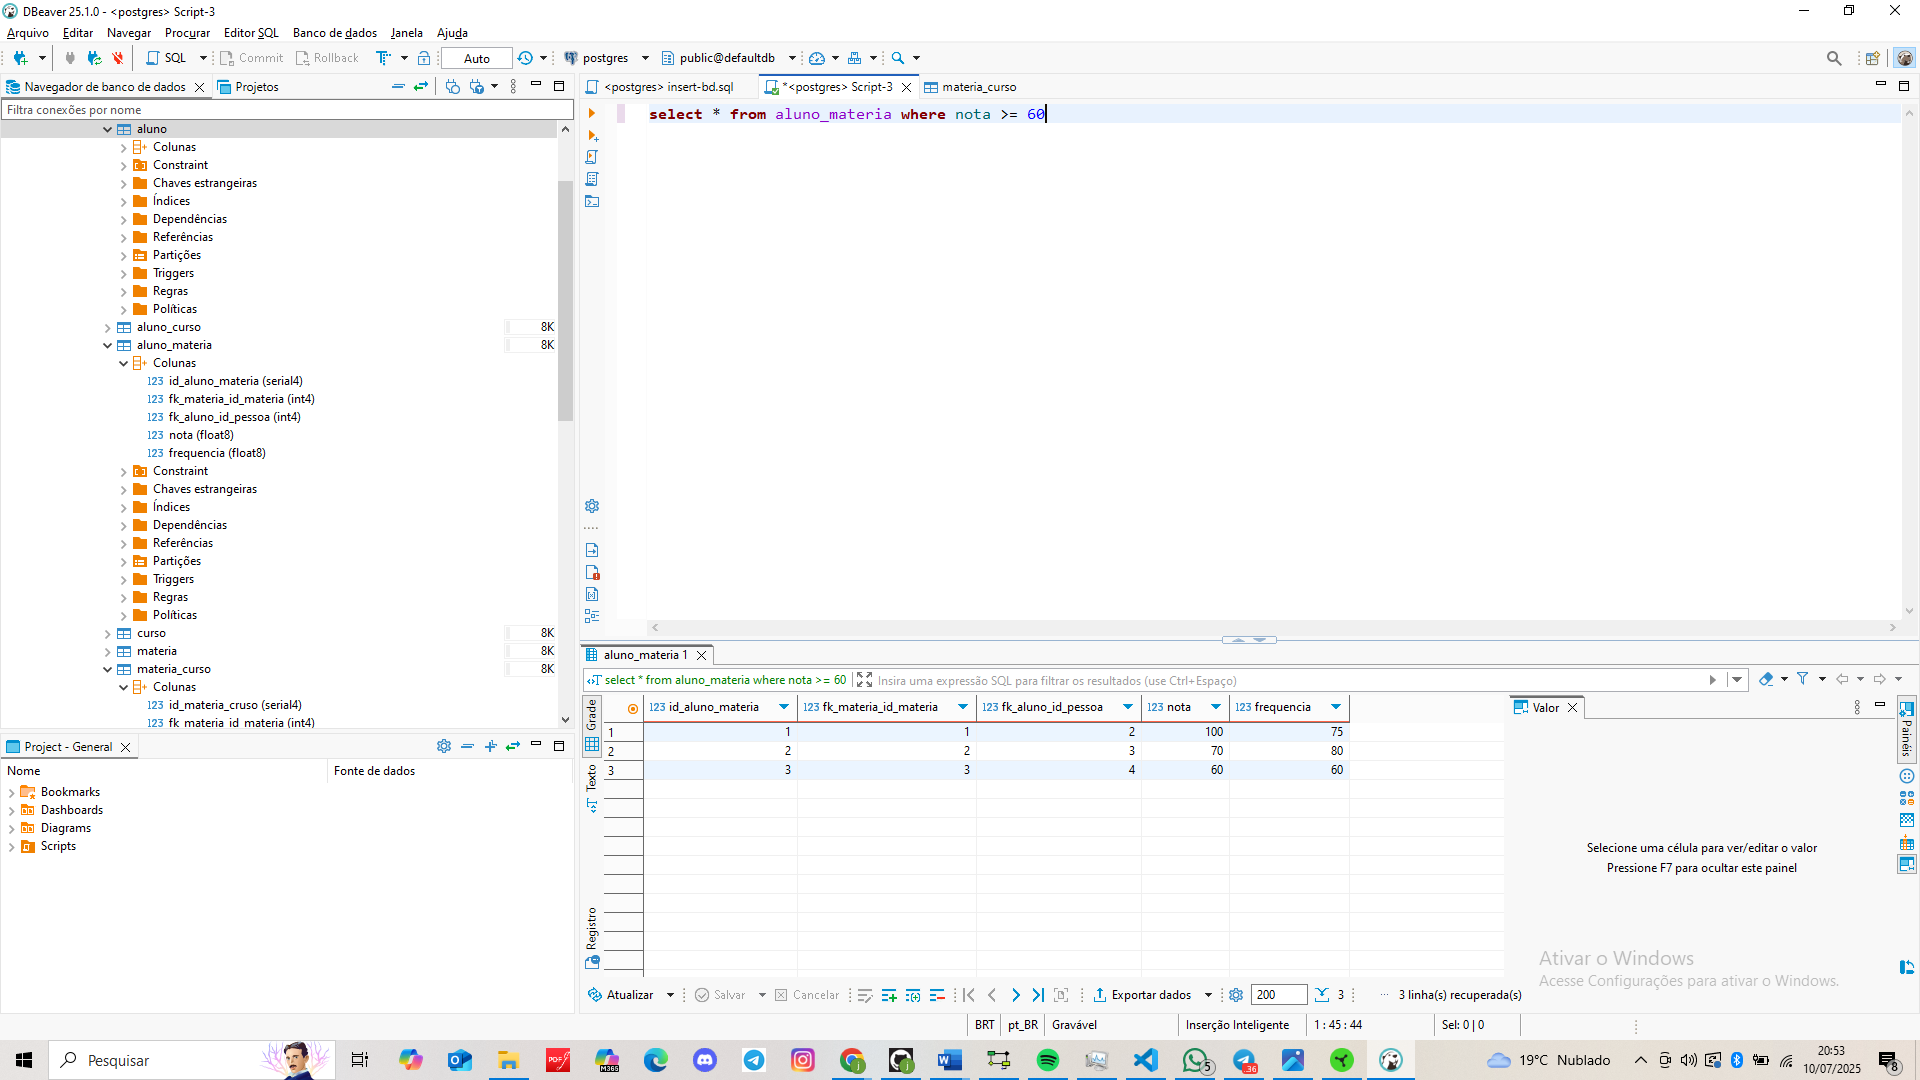 DBeaver 25.1.0 - <postgres> Script-3
Arquivo Editar Navegar Procurar Editor SQL Banco de dados Janela Ajuda
SQL Commit Rollback Auto postgres public@defaultdb
Navegador de banco de dados Projetos
Filtra conexões por nome
aluno
Colunas
Constraint
Chaves estrangeiras
Índices
Dependências
Referências
Partições
Triggers
Regras
Políticas
aluno_curso 8K
aluno_materia 8K
Colunas
123 id_aluno_materia (serial4)
123 fk_materia_id_materia (int4)
123 fk_aluno_id_pessoa (int4)
123 nota (float8)
123 frequencia (float8)
Constraint
Chaves estrangeiras
Índices
Dependências
Referências
Partições
Triggers
Regras
Políticas
curso 8K
materia 8K
materia_curso 8K
Colunas
123 id_materia_cruso (serial4)
123 fk_materia_id_materia (int4)
Project - General
Nome Fonte de dados
Bookmarks
Dashboards
Diagrams
Scripts
<postgres> insert-bd.sql *<postgres> Script-3 materia_curso
select * from aluno_materia where nota >= 60
aluno_materia 1
select * from aluno_materia where nota >= 60 Insira uma expressão SQL para filtrar os resultados (use Ctrl+Espaço)
Grade
Texto
Registro
123 id_aluno_materia 123 fk_materia_id_materia 123 fk_aluno_id_pessoa 123 nota 123 frequencia
1 1 1 2 100 75
2 2 2 3 70 80
3 3 3 4 60 60
Valor
Painéis
Selecione uma célula para ver/editar o valor
Pressione F7 para ocultar este painel
Ativar o Windows
Acesse Configurações para ativar o Windows.
Atualizar Salvar Cancelar Exportar dados 200 3 ... 3 linha(s) recuperada(s)
BRT pt_BR Gravável Inserção Inteligente 1 : 45 : 44 Sel: 0 | 0
Pesquisar PDF M365 5 36 19°C Nublado 20:53
10/07/2025 8